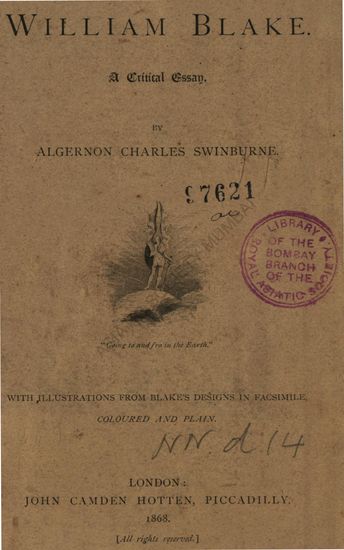 WILLIAM BLAKE.
A Critical Essay.
BY
ALGERNON CHARLES SWINBURNE.
97621
LIBRARY
OF THE
BOMBAY
BRANCH
OF THE
ROYAL ASIATIC SOCIETY
"Going to and fro in the Earth."
WITH ILLUSTRATIONS FROM BLAKE'S DESIGNS IN FACSIMILE,
COLOURED AND PLAIN.
NN. d 14
LONDON:
JOHN CAMDEN HOTTEN, PICCADILLY.
1868.
[All rights reserved.]